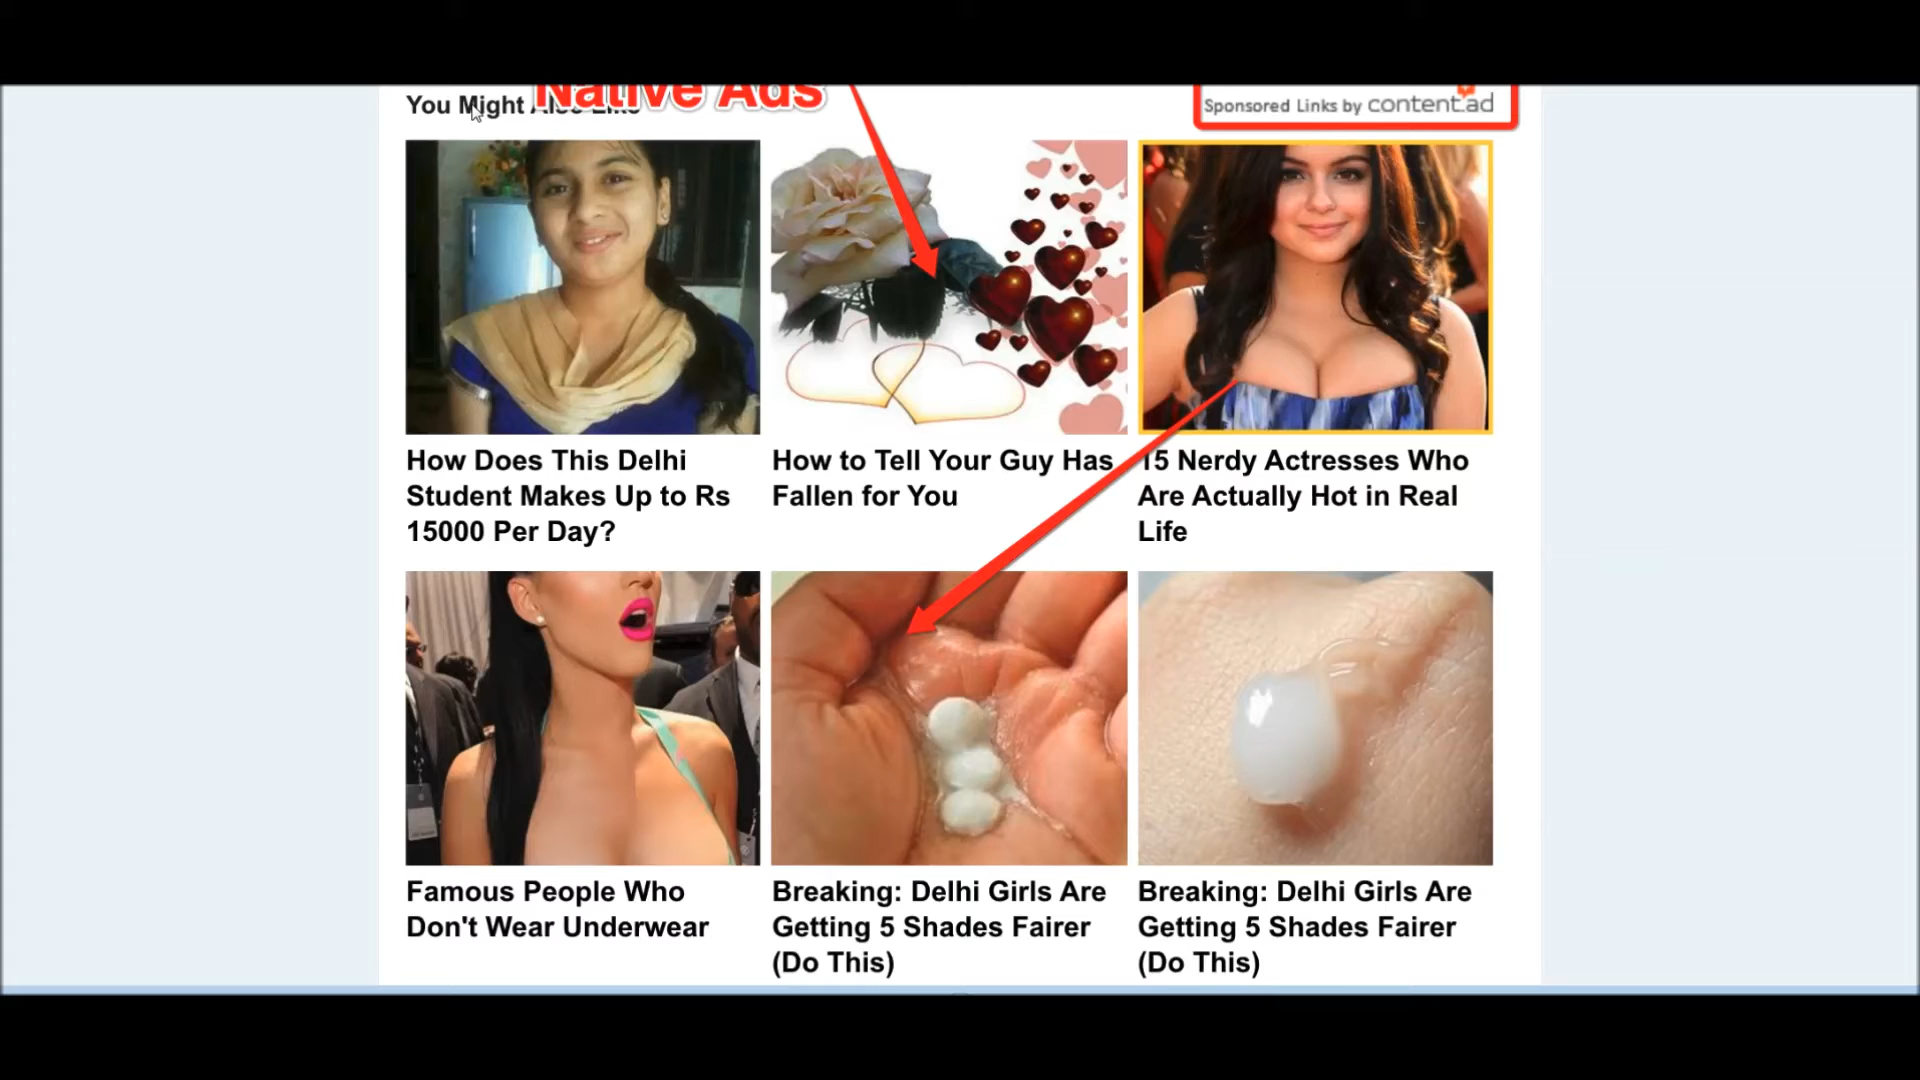 Native Ads
You Might Also Like
Sponsored Links by content.ad
How Does This Delhi
Student Makes Up to Rs
15000 Per Day?
How to Tell Your Guy Has
Fallen for You
15 Nerdy Actresses Who
Are Actually Hot in Real
Life
Famous People Who
Don't Wear Underwear
Breaking: Delhi Girls Are
Getting 5 Shades Fairer
(Do This)
Breaking: Delhi Girls Are
Getting 5 Shades Fairer
(Do This)